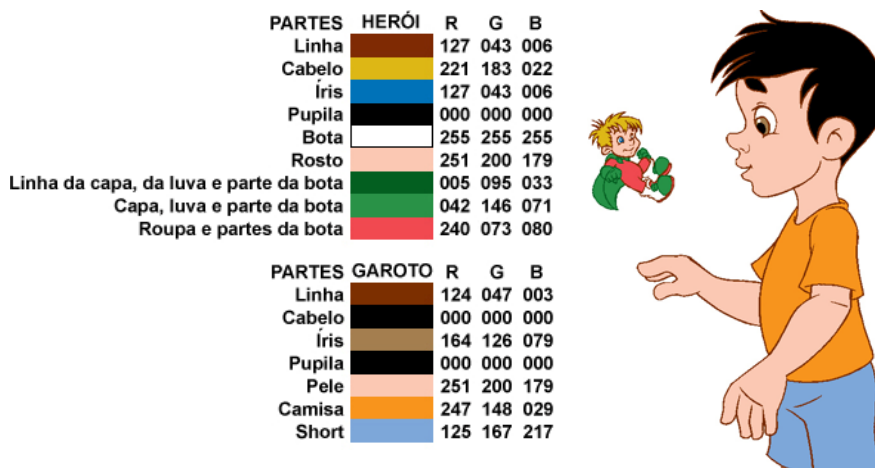 PARTES HERÓI R G B
Linha 127 043 006
Cabelo 221 183 022
Íris 127 043 006
Pupila 000 000 000
Bota 255 255 255
Rosto 251 200 179
Linha da capa, da luva e parte da bota 005 095 033
Capa, luva e parte da bota 042 146 071
Roupa e partes da bota 240 073 080
PARTES GAROTO R G B
Linha 124 047 003
Cabelo 000 000 000
Íris 164 126 079
Pupila 000 000 000
Pele 251 200 179
Camisa 247 148 029
Short 125 167 217